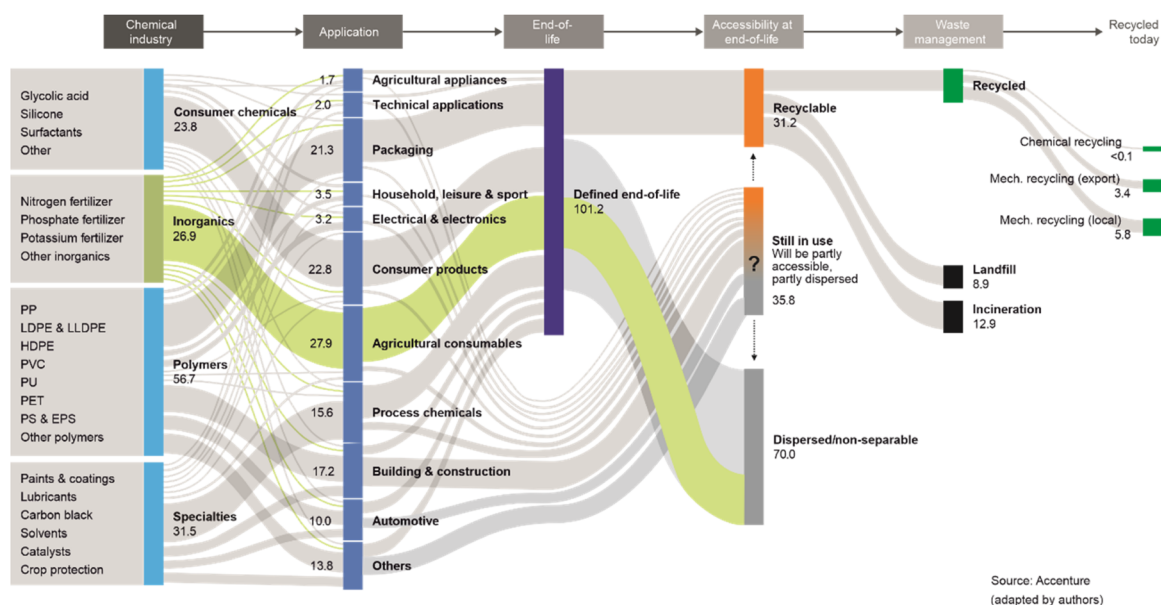 Chemical
industry
Application
End-of-
life
Accessibility at
end-of-life
Waste
management
Recycled
today
Glycolic acid
Silicone
Surfactants
Other
Consumer chemicals
23.8
Nitrogen fertilizer
Phosphate fertilizer
Potassium fertilizer
Other inorganics
Inorganics
26.9
PP
LDPE & LLDPE
HDPE
PVC
PU
PET
PS & EPS
Other polymers
Polymers
56.7
Paints & coatings
Lubricants
Carbon black
Solvents
Catalysts
Crop protection
Specialties
31.5
1.7 Agricultural appliances
2.0 Technical applications
21.3 Packaging
3.5 Household, leisure & sport
3.2 Electrical & electronics
22.8 Consumer products
27.9 Agricultural consumables
15.6 Process chemicals
17.2 Building & construction
10.0 Automotive
13.8 Others
Defined end-of-life
101.2
Recyclable
31.2
?
Still in use
Will be partly
accessible,
partly dispersed
35.8
Dispersed/non-separable
70.0
Recycled
Landfill
8.9
Incineration
12.9
Chemical recycling
<0.1
Mech. recycling (export)
3.4
Mech. recycling (local)
5.8
Source: Accenture
(adapted by authors)